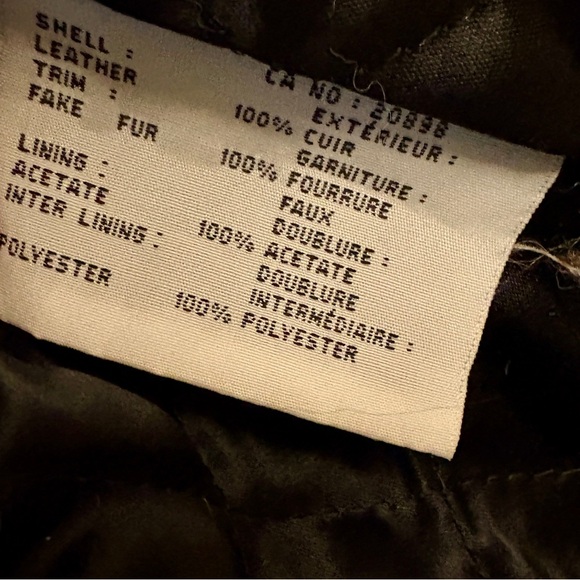 SHELL :
LEATHER
TRIM :
FAKE FUR
LINING :
ACETATE
INTER LINING :
POLYESTER
CA NO : 20898
EXTÉRIEUR :
100% CUIR
GARNITURE :
100% FOURRURE
FAUX
DOUBLURE :
100% ACETATE
DOUBLURE
INTERMÉDIAIRE :
100% POLYESTER